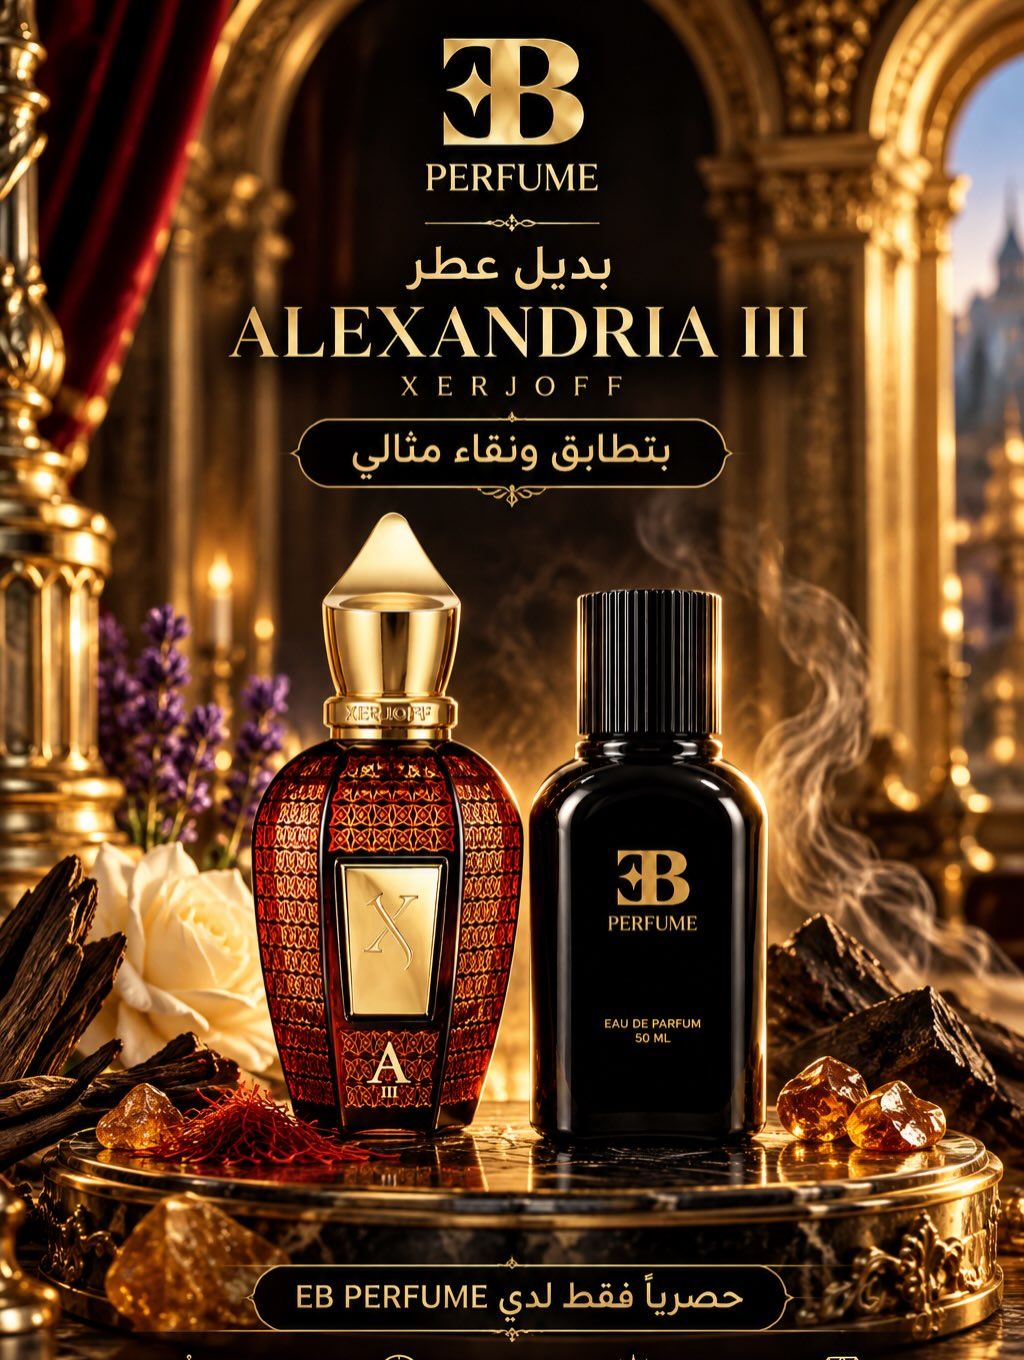 EB
PERFUME
بديل عطر
ALEXANDRIA III
XERJOFF
بتطابق ونقاء مثالي
XERJOFF
X
A
III
EB
PERFUME
EAU DE PARFUM
50 ML
حصرياً فقط لدي EB PERFUME